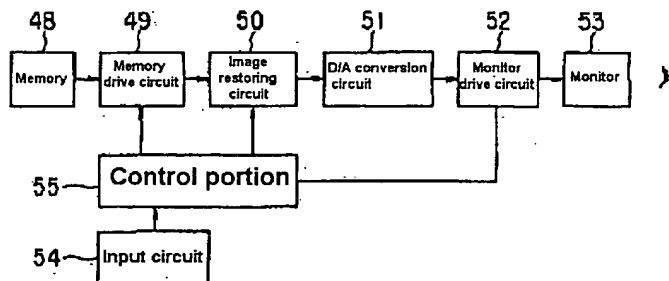 48 49 50 51 52 53
Memory
Memory
drive circuit
Image
restoring
circuit
D/A conversion
circuit
Monitor
drive circuit
Monitor
55
Control portion
54
Input circuit